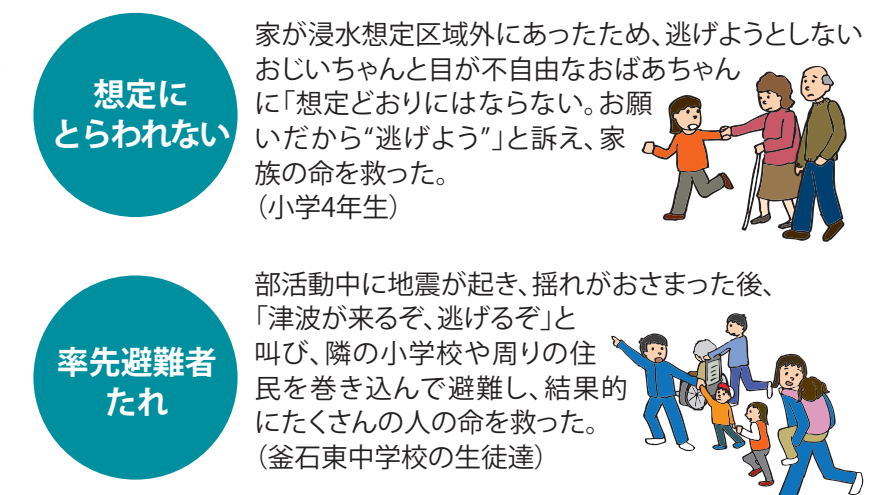 想定に
とらわれない
家が浸水想定区域外にあったため、逃げようとしない
おじいちゃんと目が不自由なおばあちゃん
に「想定どおりにはならない。お願
いだから“逃げよう”」と訴え、家
族の命を救った。
（小学4年生）
率先避難者
たれ
部活動中に地震が起き、揺れがおさまった後、
「津波が来るぞ、逃げるぞ」と
叫び、隣の小学校や周りの住
民を巻き込んで避難し、結果的
にたくさんの人の命を救った。
（釜石東中学校の生徒達）